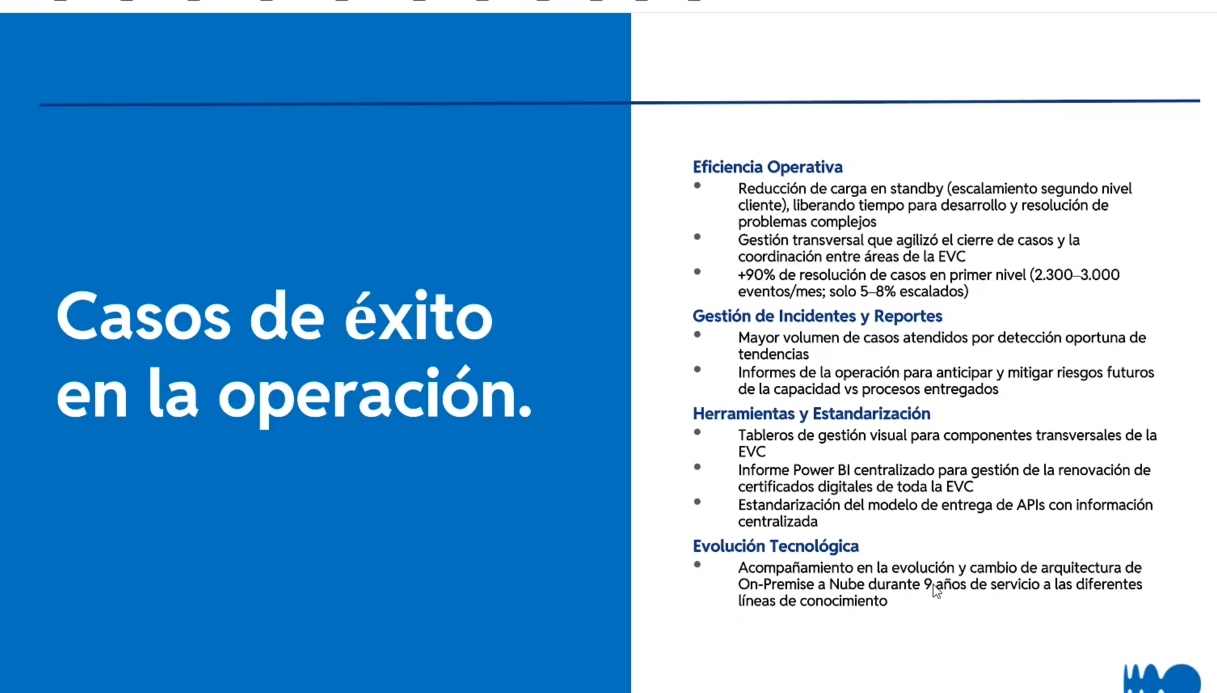 Casos de éxito
en la operación.
Eficiencia Operativa
• Reducción de carga en standby (escalamiento segundo nivel
cliente), liberando tiempo para desarrollo y resolución de
problemas complejos
• Gestión transversal que agilizó el cierre de casos y la
coordinación entre áreas de la EVC
• +90% de resolución de casos en primer nivel (2.300–3.000
eventos/mes; solo 5–8% escalados)
Gestión de Incidentes y Reportes
• Mayor volumen de casos atendidos por detección oportuna de
tendencias
• Informes de la operación para anticipar y mitigar riesgos futuros
de la capacidad vs procesos entregados
Herramientas y Estandarización
• Tableros de gestión visual para componentes transversales de la
EVC
• Informe Power BI centralizado para gestión de la renovación de
certificados digitales de toda la EVC
• Estandarización del modelo de entrega de APIs con información
centralizada
Evolución Tecnológica
• Acompañamiento en la evolución y cambio de arquitectura de
On-Premise a Nube durante 9 años de servicio a las diferentes
líneas de conocimiento